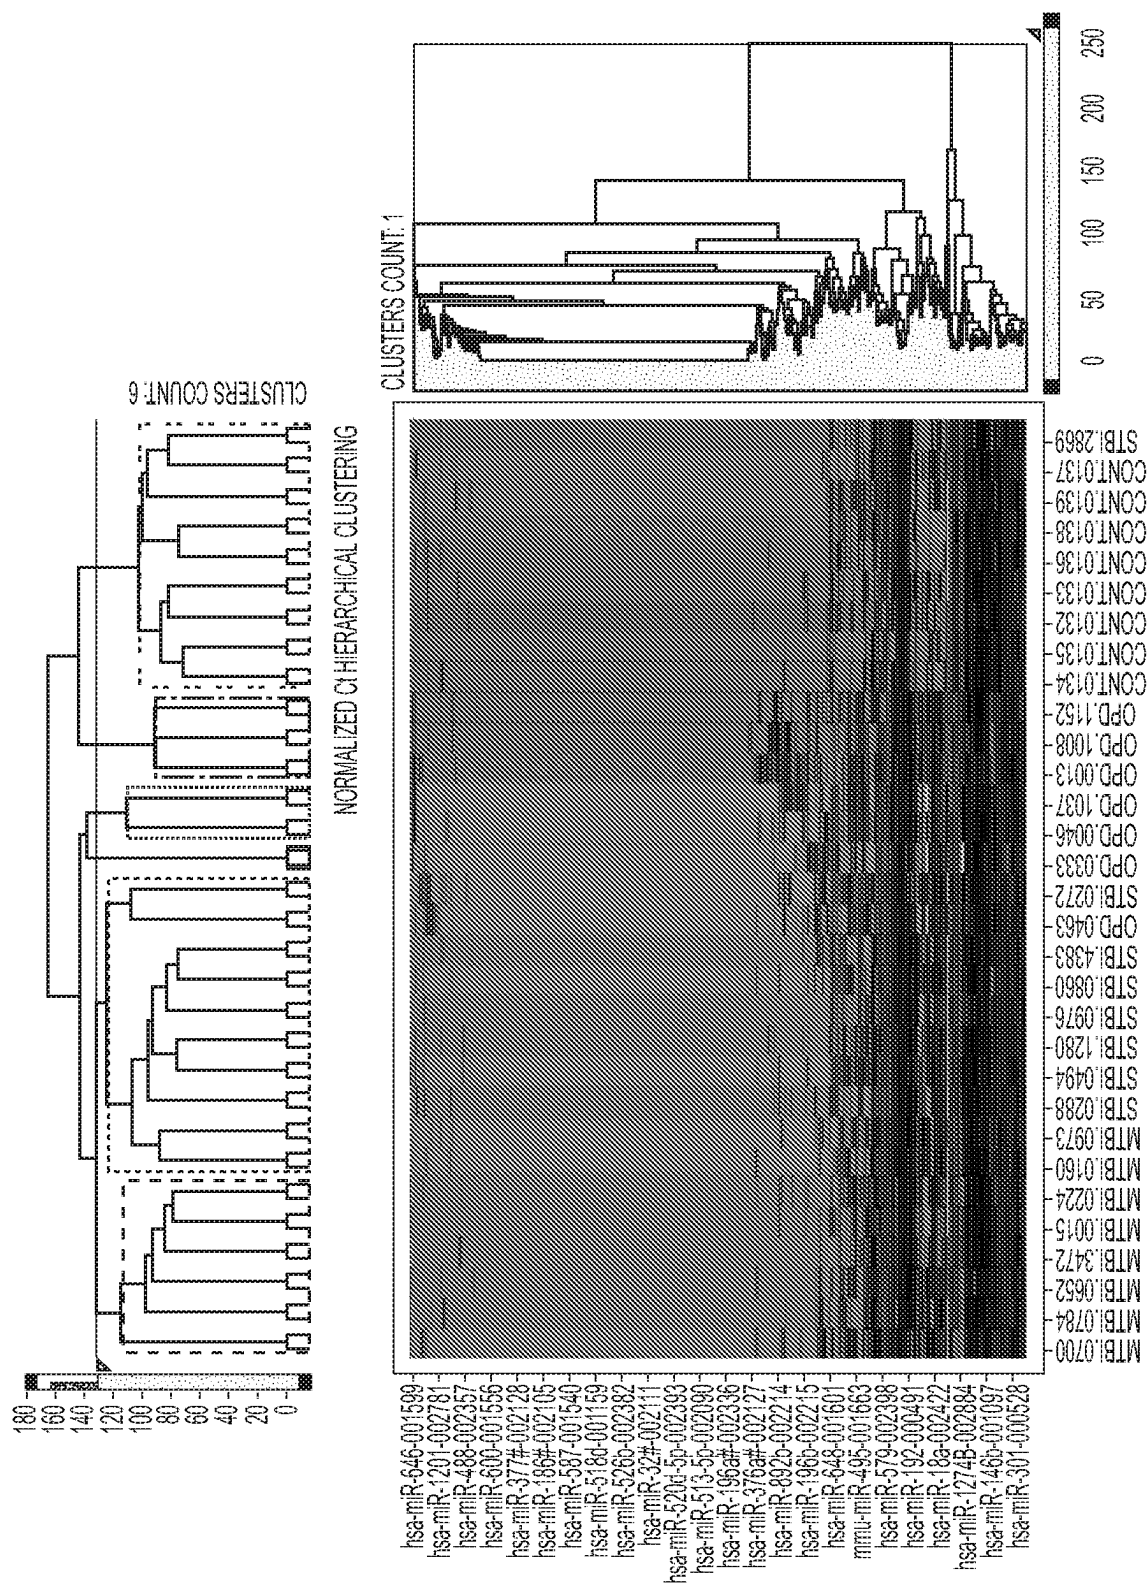 CLUSTERS COUNT: 6
180
160
140
120
100
80
60
40
20
0
NORMALIZED Ct HIERARCHICAL CLUSTERING
CLUSTERS COUNT: 1
0
50
100
150
200
250
hsa-miR-646-001599
hsa-miR-1201-002781
hsa-miR-488-002357
hsa-miR-600-001556
hsa-miR-377#-002128
hsa-miR-186#-002105
hsa-miR-587-001540
hsa-miR-518d-001159
hsa-miR-526b-002382
hsa-miR-32#-002111
hsa-miR-520d-5p-002393
hsa-miR-513-5p-002090
hsa-miR-196a#-002336
hsa-miR-376a#-002127
hsa-miR-892b-002214
hsa-miR-196b-002215
hsa-miR-648-001601
mmu-miR-495-001663
hsa-miR-579-002398
hsa-miR-192-000491
hsa-miR-18a-002422
hsa-miR-1274B-002884
hsa-miR-146b-001097
hsa-miR-301-000528
MTBI.0700
MTBI.0784
MTBI.0652
MTBI.3472
MTBI.0015
MTBI.0224
MTBI.0160
MTBI.0973
STBI.0288
STBI.0494
STBI.1280
STBI.0976
STBI.0860
STBI.4383
OPD.0463
STBI.0272
OPD.0333
OPD.0046
OPD.1037
OPD.0013
OPD.1008
OPD.1152
CONT.0134
CONT.0135
CONT.0132
CONT.0133
CONT.0136
CONT.0138
CONT.0139
CONT.0137
STBI.2869